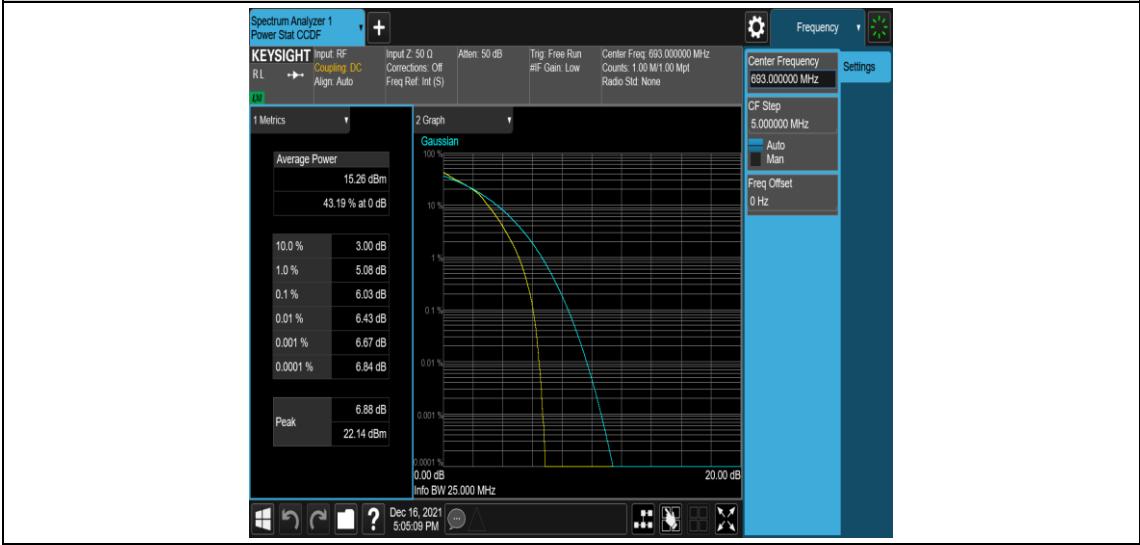 Spectrum Analyzer 1
Power Stat CCDF
+
Frequency
KEYSIGHT
Input: RF
Input Z: 50 Ω
Atten: 50 dB
Trig: Free Run
Center Freq: 693.000000 MHz
RL
Coupling: DC
Corrections: Off
#IF Gain: Low
Counts: 1.00 M/1.00 Mpt
Align: Auto
Freq Ref: Int (S)
Radio Std: None
LM
Center Frequency
693.000000 MHz
Settings
CF Step
5.000000 MHz
Auto
Man
Freq Offset
0 Hz
1 Metrics
Average Power
15.26 dBm
43.19 % at 0 dB
10.0 % 3.00 dB
1.0 % 5.08 dB
0.1 % 6.03 dB
0.01 % 6.43 dB
0.001 % 6.67 dB
0.0001 % 6.84 dB
Peak
6.88 dB
22.14 dBm
2 Graph
Gaussian
100 %
10 %
1 %
0.1 %
0.01 %
0.001 %
0.0001 %
0.00 dB
20.00 dB
Info BW 25.000 MHz
?
Dec 16, 2021
5:05:09 PM